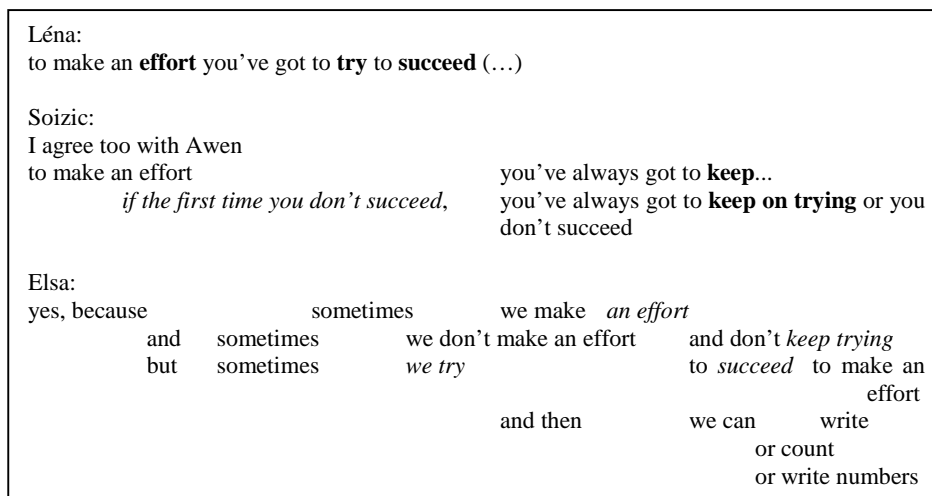 Léna:
to make an effort you’ve got to try to succeed (…)
Soizic:
I agree too with Awen
to make an effort you’ve always got to keep...
if the first time you don’t succeed, you’ve always got to keep on trying or you
don’t succeed
Elsa:
yes, because sometimes we make an effort
and sometimes we don’t make an effort and don’t keep trying
but sometimes we try to succeed to make an
effort
and then we can write
or count
or write numbers